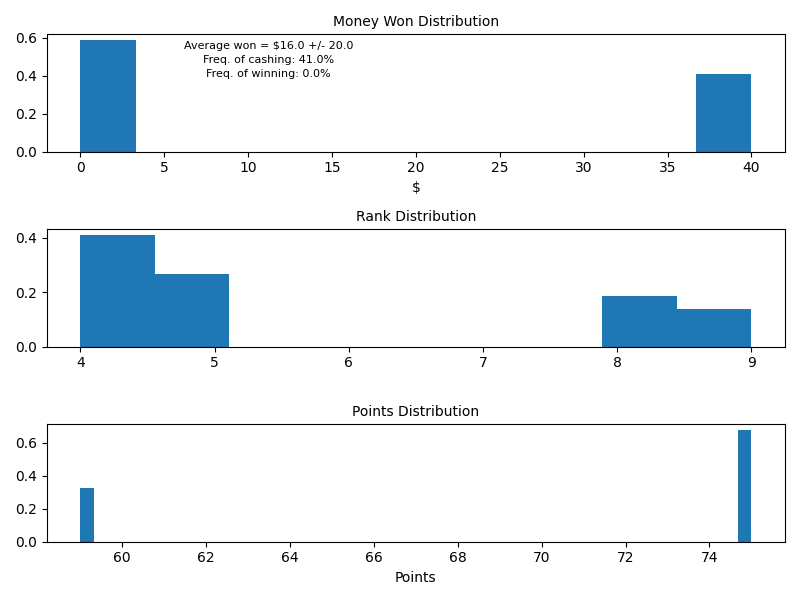 Money Won Distribution
0.6
0.4
0.2
0.0
Average won = $16.0 +/- 20.0
Freq. of cashing: 41.0%
Freq. of winning: 0.0%
0 5 10 15 20 25 30 35 40
$
Rank Distribution
0.4
0.2
0.0
4 5 6 7 8 9
Points Distribution
0.6
0.4
0.2
0.0
60 62 64 66 68 70 72 74
Points